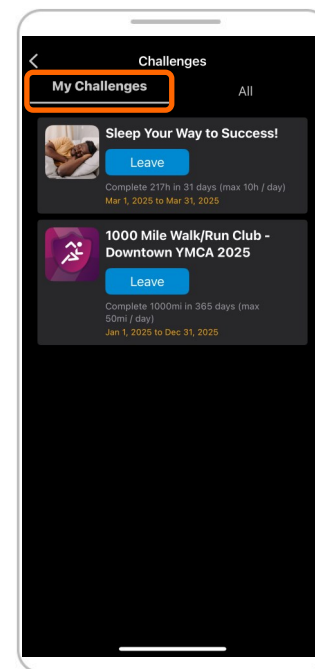 Challenges
My Challenges
All
Sleep Your Way to Success!
Leave
Complete 217h in 31 days (max 10h / day)
Mar 1, 2025 to Mar 31, 2025
1000 Mile Walk/Run Club -
Downtown YMCA 2025
Leave
Complete 1000mi in 365 days (max
50mi / day)
Jan 1, 2025 to Dec 31, 2025